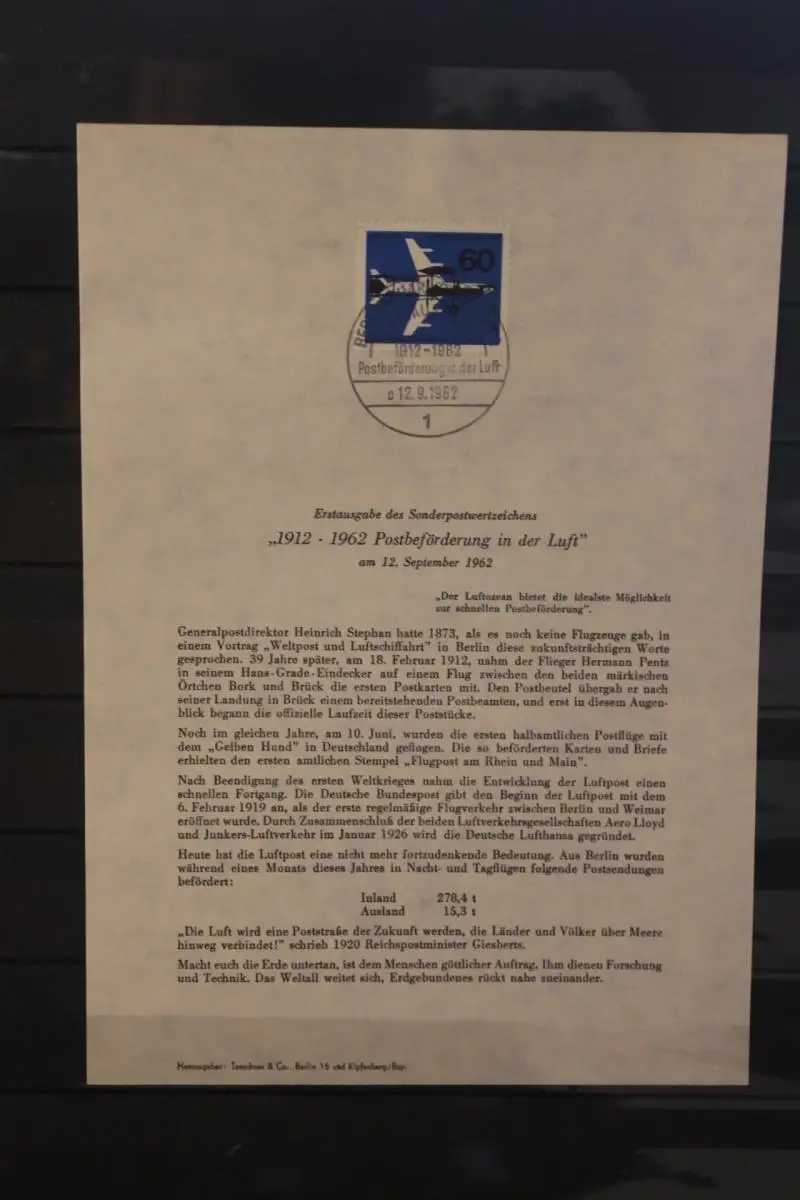 60
1912-1962
Postbeförderung in der Luft
a 12.9.1962
1
Erstausgabe des Sonderpostwertzeichens
„1912 - 1962 Postbeförderung in der Luft”
am 12. September 1962
„Der Luftozean bietet die idealste Möglichkeit
zur schnellen Postbeförderung”.
Generalpostdirektor Heinrich Stephan hatte 1873, als es noch keine Flugzeuge gab, in
einem Vortrag „Weltpost und Luftschiffahrt” in Berlin diese zukunftsträchtigen Worte
gesprochen. 39 Jahre später, am 18. Februar 1912, nahm der Flieger Hermann Pentz
in seinem Hans-Grade-Eindecker auf einem Flug zwischen den beiden märkischen
Örtchen Bork und Brück die ersten Postkarten mit. Den Postbeutel übergab er nach
seiner Landung in Brück einem bereitstehenden Postbeamten, und erst in diesem Augen-
blick begann die offizielle Laufzeit dieser Poststücke.
Noch im gleichen Jahre, am 10. Juni, wurden die ersten halbamtlichen Postflüge mit
dem „Gelben Hund” in Deutschland geflogen. Die so beförderten Karten und Briefe
erhielten den ersten amtlichen Stempel „Flugpost am Rhein und Main”.
Nach Beendigung des ersten Weltkrieges nahm die Entwicklung der Luftpost einen
schnellen Fortgang. Die Deutsche Bundespost gibt den Beginn der Luftpost mit dem
6. Februar 1919 an, als der erste regelmäßige Flugverkehr zwischen Berlin und Weimar
eröffnet wurde. Durch Zusammenschluß der beiden Luftverkehrsgesellschaften Aero Lloyd
und Junkers-Luftverkehr im Januar 1926 wird die Deutsche Lufthansa gegründet.
Heute hat die Luftpost eine nicht mehr fortzudenkende Bedeutung. Aus Berlin wurden
während eines Monats dieses Jahres in Nacht- und Tagflügen folgende Postsendungen
befördert:
Inland 278,4 t
Ausland 15,3 t
„Die Luft wird eine Poststraße der Zukunft werden, die Länder und Völker über Meere
hinweg verbindet!” schrieb 1920 Reichspostminister Giesberts.
Macht euch die Erde untertan, ist dem Menschen göttlicher Auftrag. Ihm dienen Forschung
und Technik. Das Weltall weitet sich, Erdgebundenes rückt nahe zueinander.
Herausgeber: & Co., Berlin 15 und Kipfenberg/Bay.